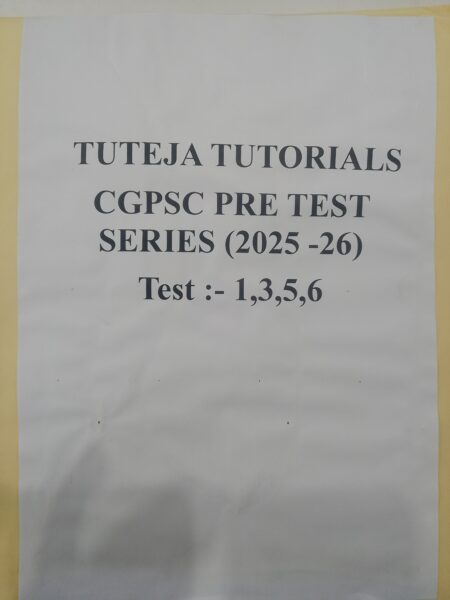 TUTEJA TUTORIALS
CGPSC PRE TEST
SERIES (2025 -26)
Test :- 1,3,5,6